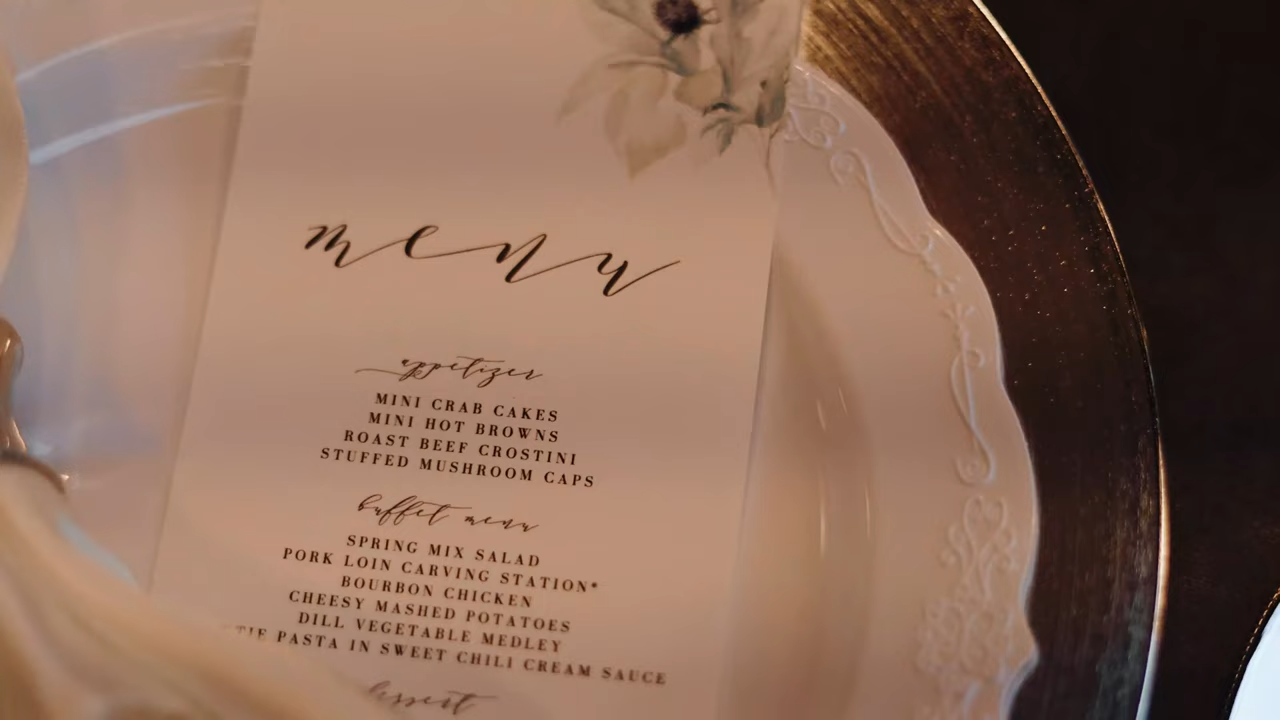 menu
appetizer
MINI CRAB CAKES
MINI HOT BROWNS
ROAST BEEF CROSTINI
STUFFED MUSHROOM CAPS
buffet menu
SPRING MIX SALAD
PORK LOIN CARVING STATION*
BOURBON CHICKEN
CHEESY MASHED POTATOES
DILL VEGETABLE MEDLEY
PASTA IN SWEET CHILI CREAM SAUCE